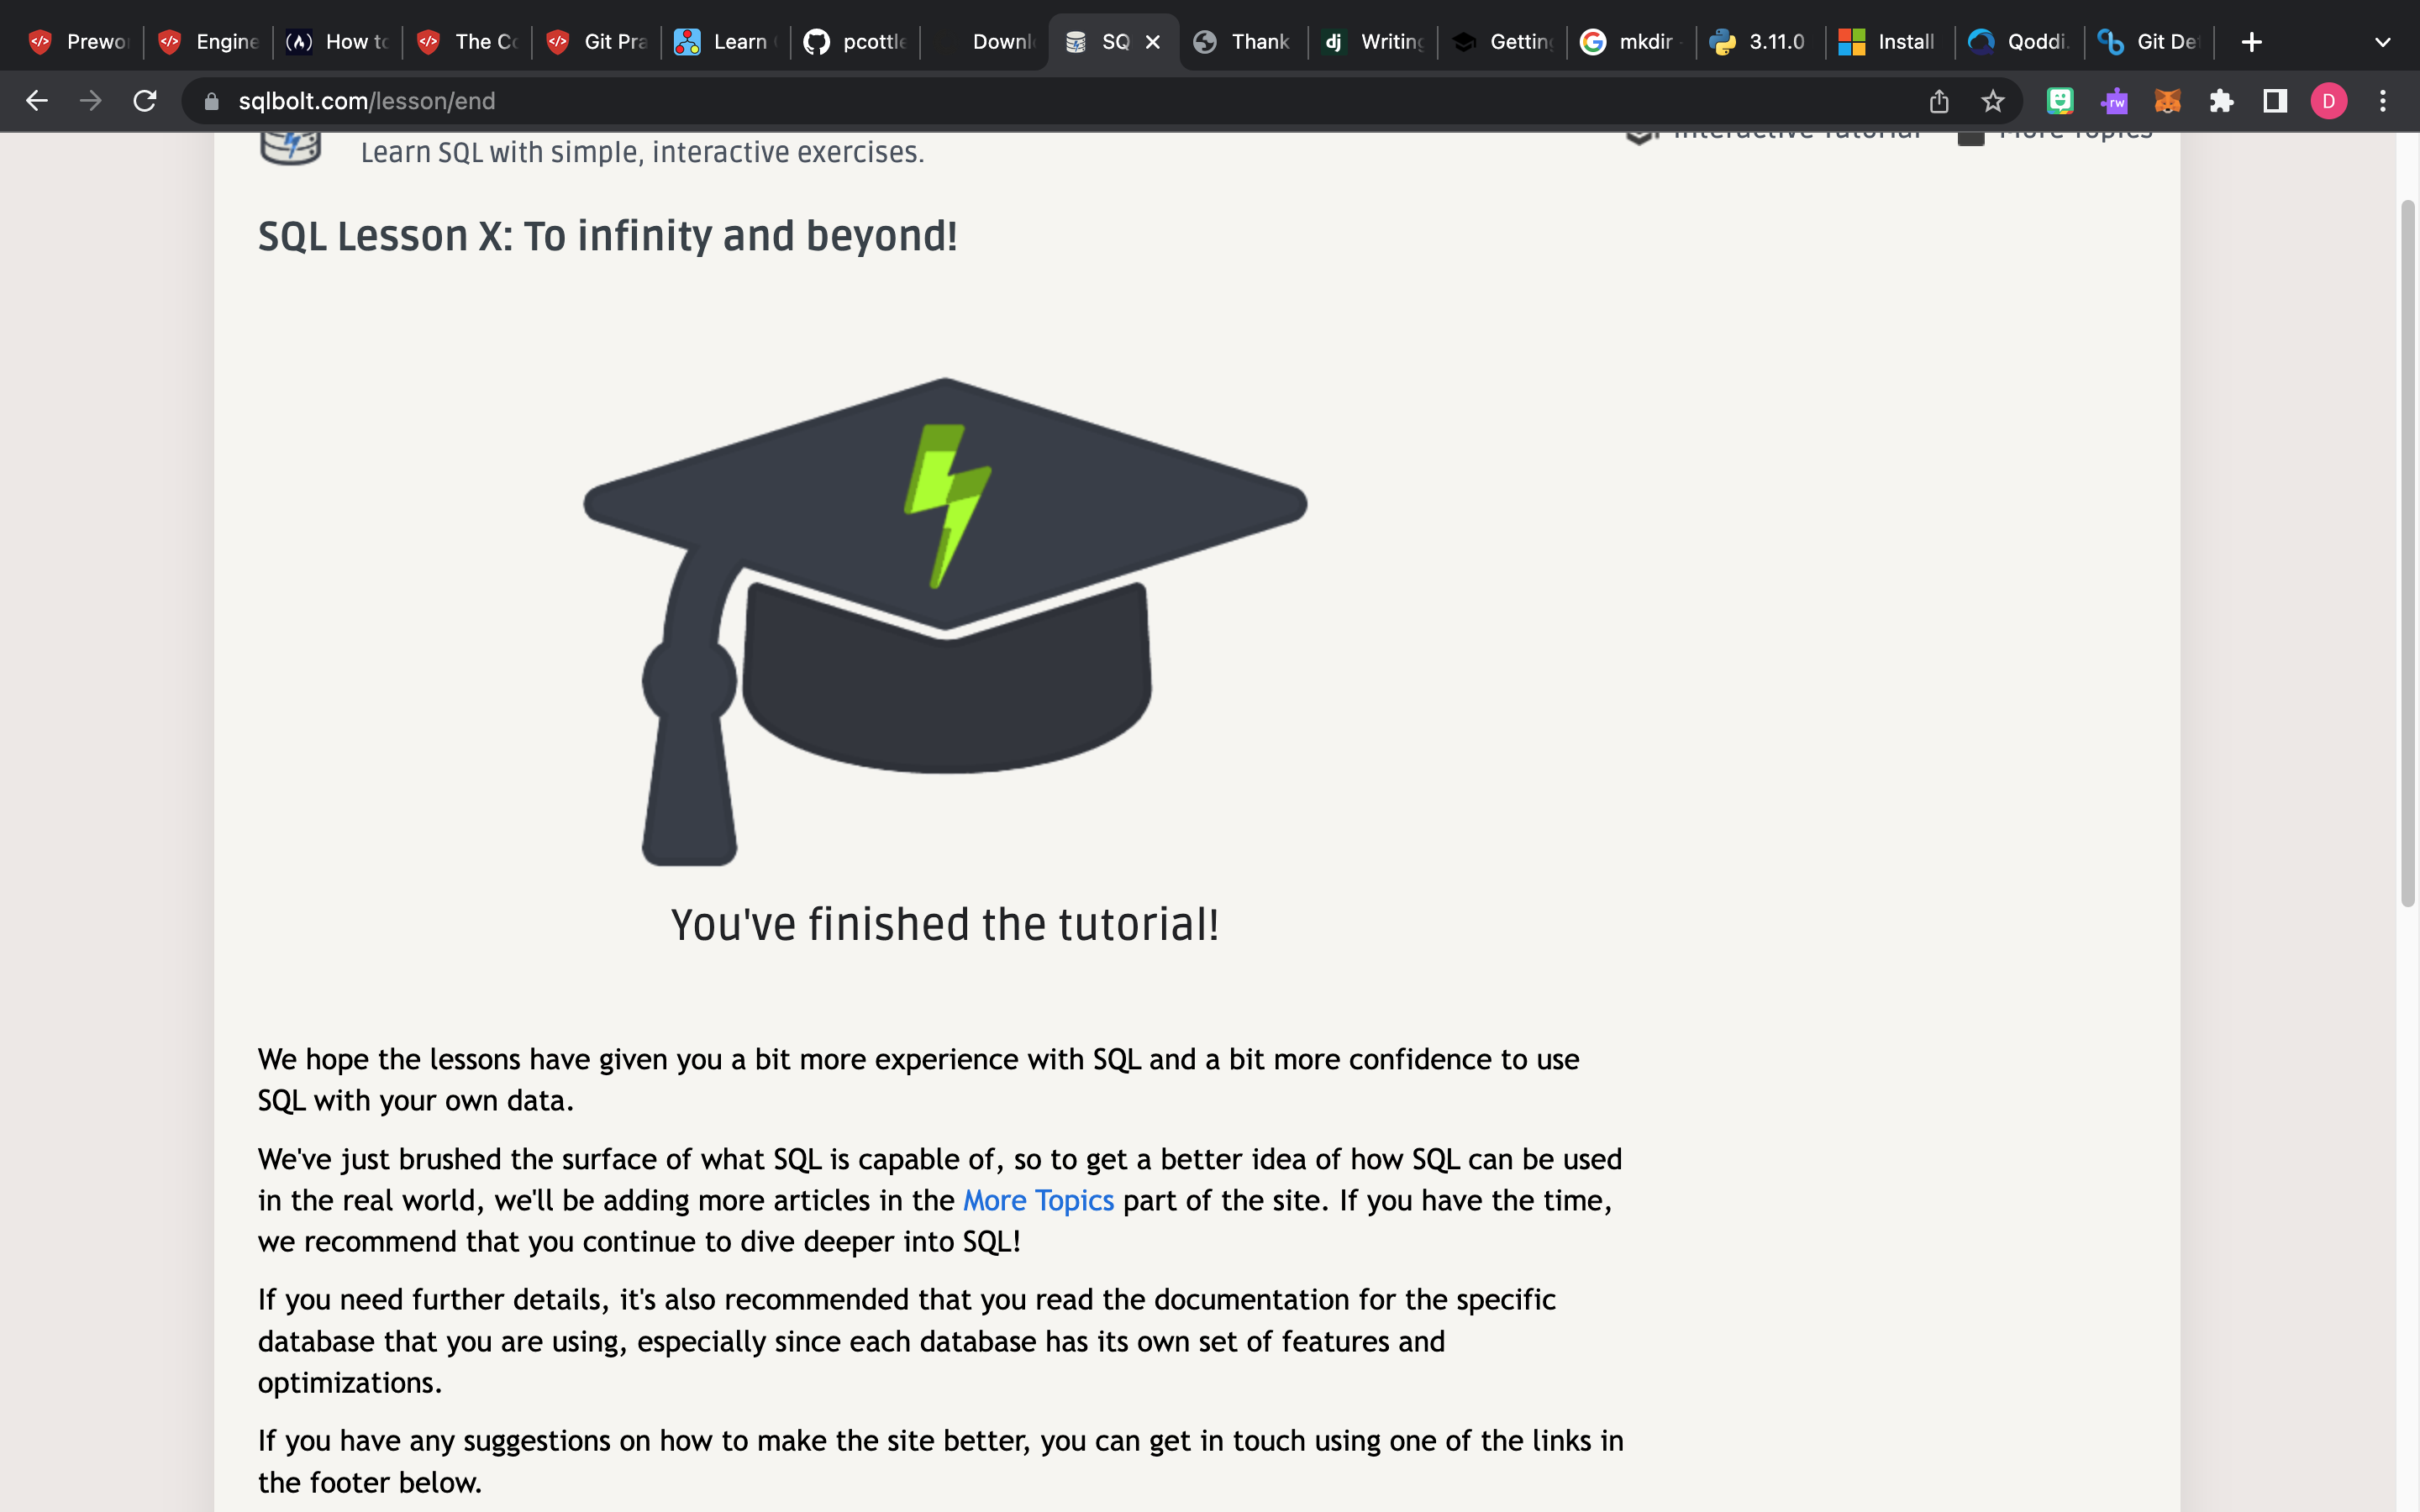 Prewor
Engine
How to
The Co
Git Pra
Learn
pcottle
Downl
SQ
Thank
Writing
Getting
mkdir
3.11.0
Install
Qoddi.
Git De
sqlbolt.com/lesson/end
rw
D
Interactive Tutorial
More Topics
Learn SQL with simple, interactive exercises.
SQL Lesson X: To infinity and beyond!
You've finished the tutorial!
We hope the lessons have given you a bit more experience with SQL and a bit more confidence to use
SQL with your own data.
We've just brushed the surface of what SQL is capable of, so to get a better idea of how SQL can be used
in the real world, we'll be adding more articles in the More Topics part of the site. If you have the time,
we recommend that you continue to dive deeper into SQL!
If you need further details, it's also recommended that you read the documentation for the specific
database that you are using, especially since each database has its own set of features and
optimizations.
If you have any suggestions on how to make the site better, you can get in touch using one of the links in
the footer below.